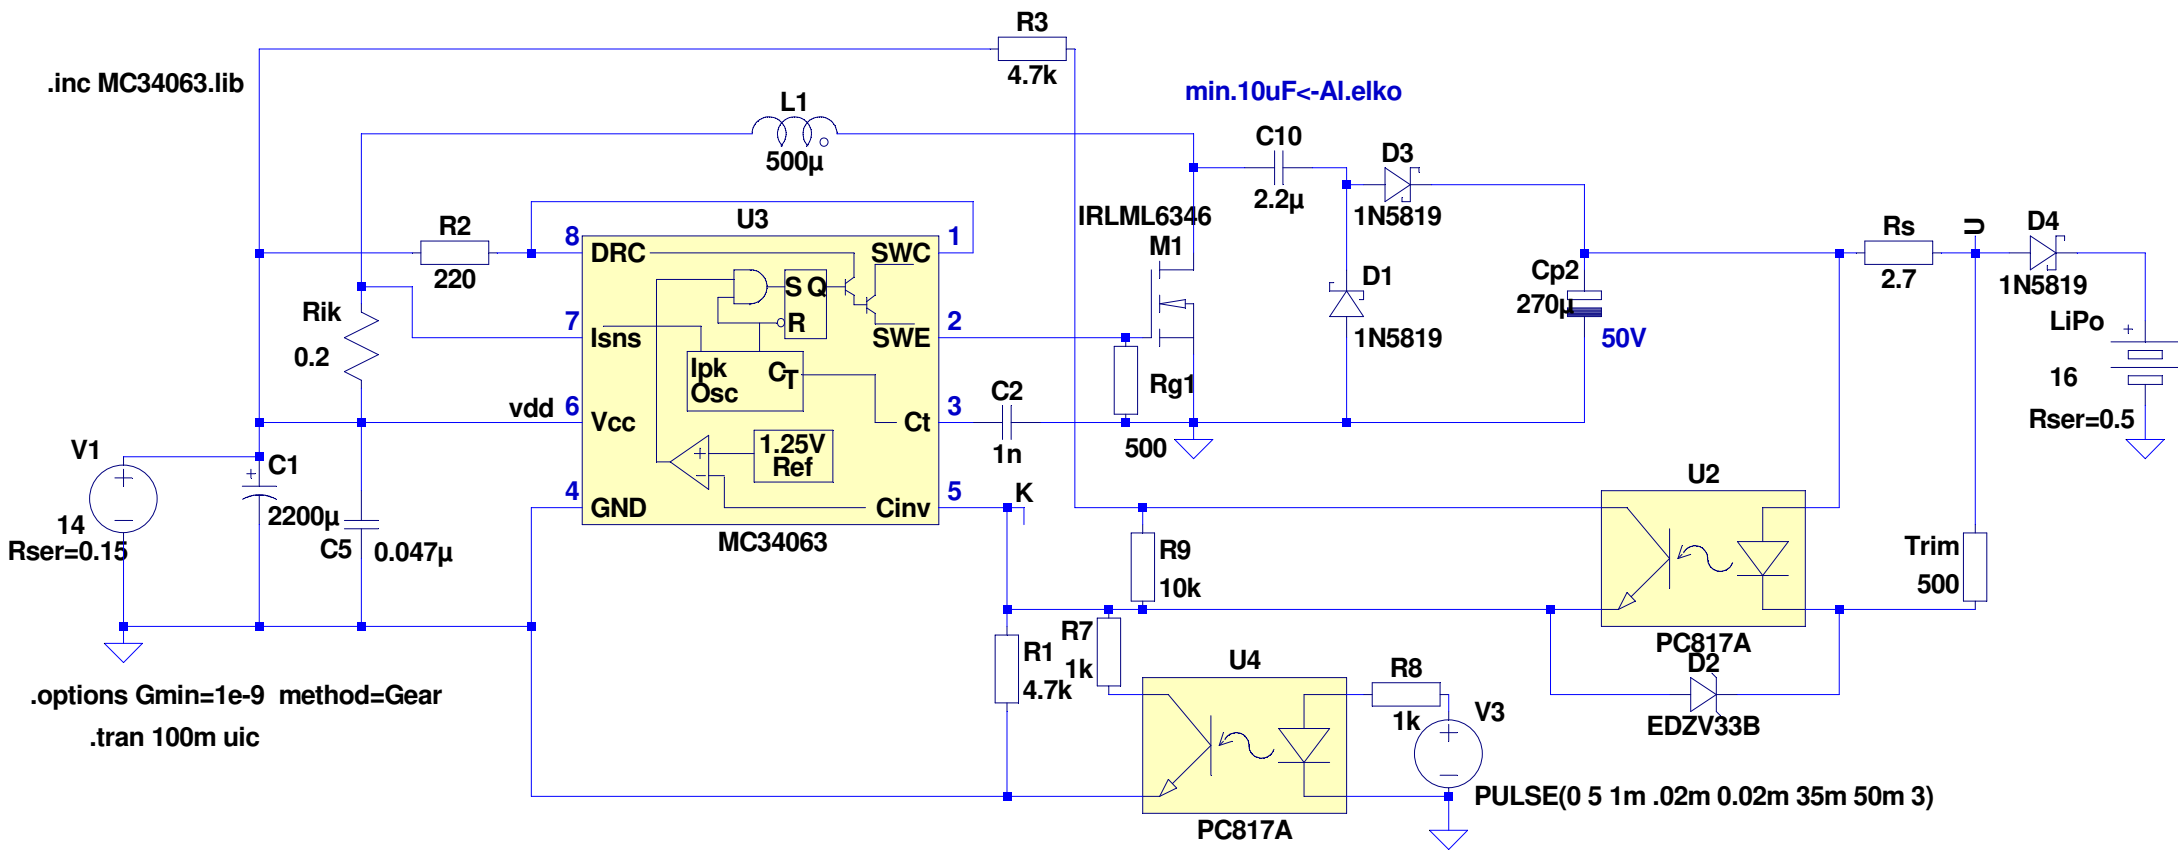 R3
4.7k
.inc MC34063.lib
min.10uF<-Al.elko
L1
500µ
C10
2.2µ
D3
1N5819
U3
R2
220
IRLML6346
M1
Rs
2.7
U
D4
1N5819
8
DRC
SWC
1
S Q
R
Cp2
270µ
50V
D1
1N5819
Rik
0.2
7
Isns
SWE
2
LiPo
+
16
Rser=0.5
Ipk
Osc
CT
Rg1
500
C2
1n
vdd
6
Vcc
Ct
3
V1
+
–
14
Rser=0.15
+
C1
2200µ
C5
0.047µ
1.25V
Ref
+
–
4
GND
Cinv
5
K
MC34063
U2
PC817A
R9
10k
Trim
500
R7
1k
R1
4.7k
U4
PC817A
R8
1k
V3
+
–
D2
EDZV33B
.options Gmin=1e-9 method=Gear
.tran 100m uic
PULSE(0 5 1m .02m 0.02m 35m 50m 3)